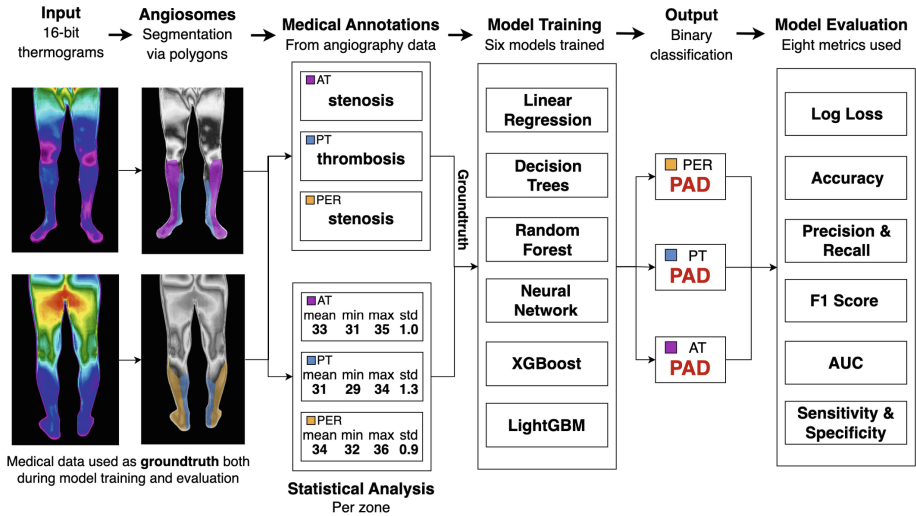 Input
16-bit
thermograms
Angiosomes
Segmentation
via polygons
Medical Annotations
From angiography data
Model Training
Six models trained
Output
Binary
classification
Model Evaluation
Eight metrics used
AT
stenosis
PT
thrombosis
PER
stenosis
AT
mean min max std
33 31 35 1.0
PT
mean min max std
31 29 34 1.3
PER
mean min max std
34 32 36 0.9
Statistical Analysis
Per zone
Medical data used as groundtruth both
during model training and evaluation
Groundtruth
Linear
Regression
Decision
Trees
Random
Forest
Neural
Network
XGBoost
LightGBM
PER
PAD
PT
PAD
AT
PAD
Log Loss
Accuracy
Precision &
Recall
F1 Score
AUC
Sensitivity &
Specificity